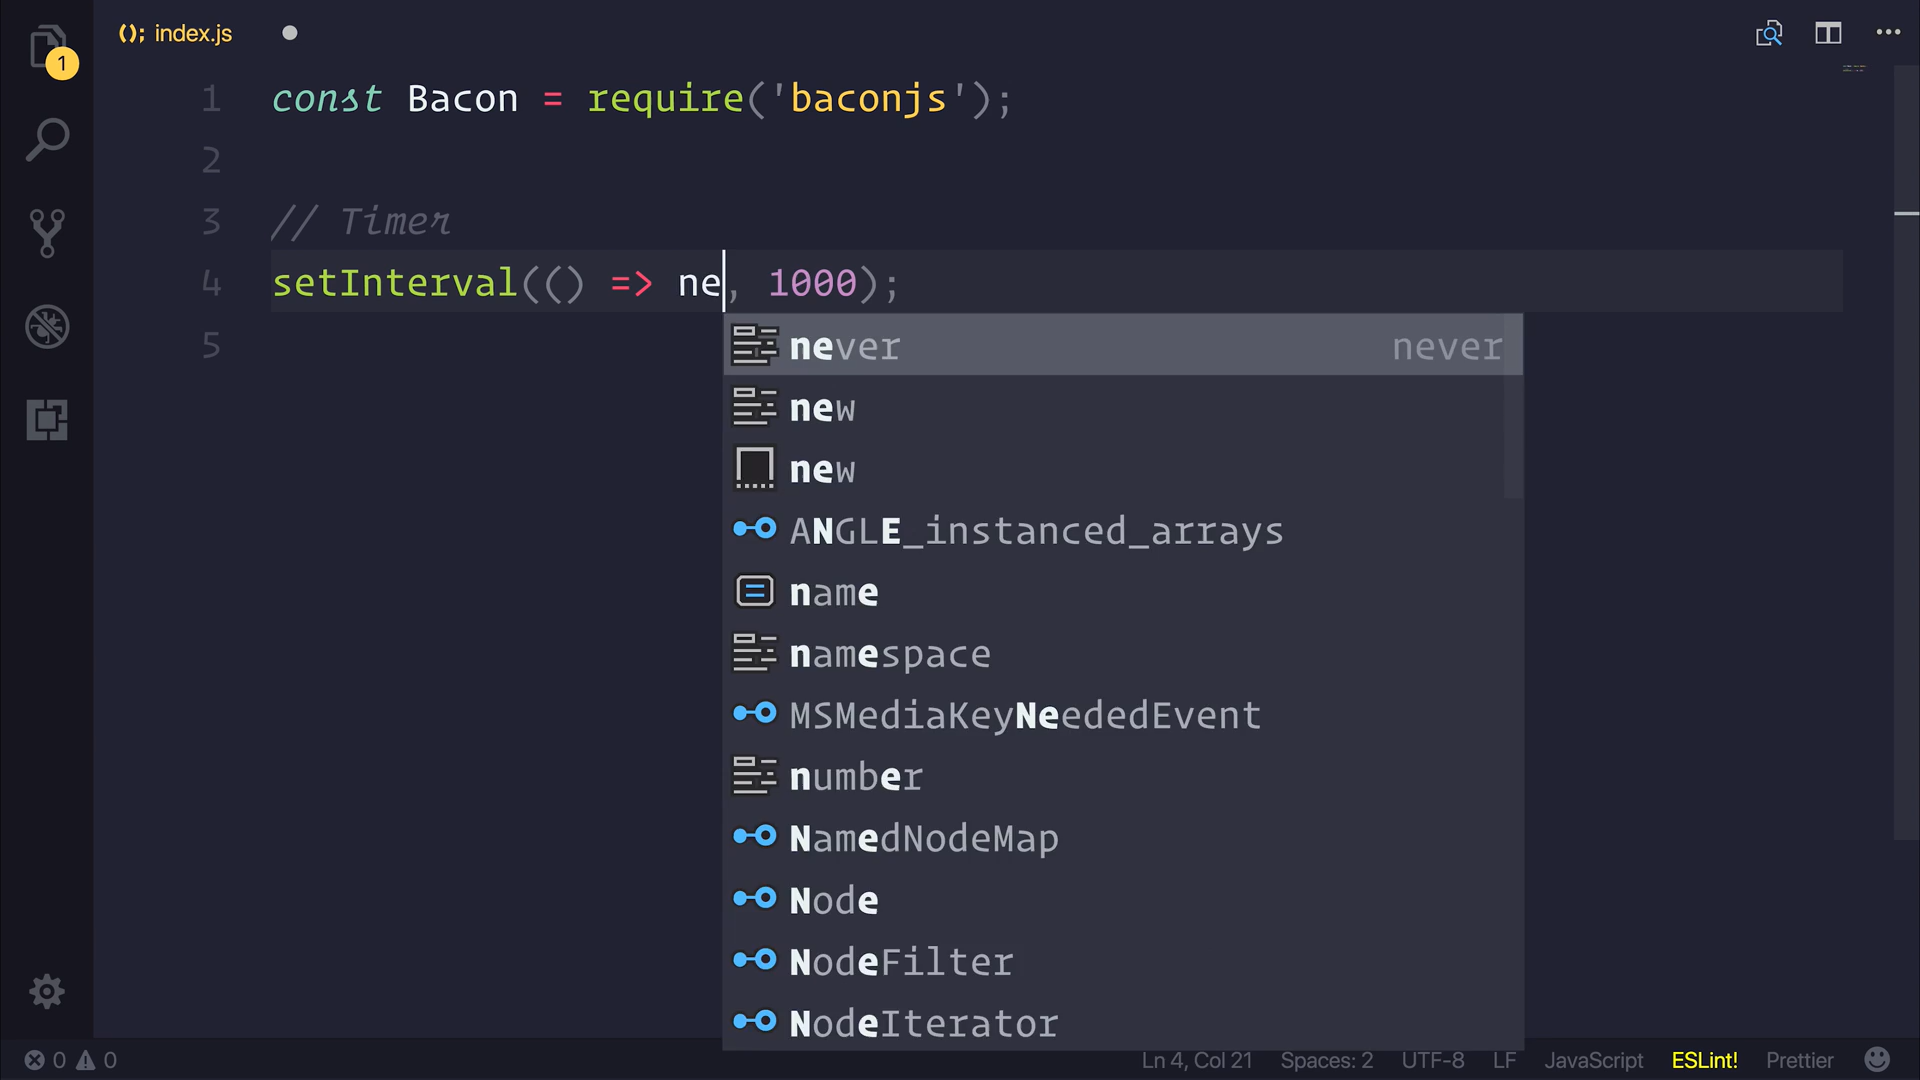 1
(); index.js
1 const Bacon = require('baconjs');
2
3 // Timer
4 setInterval(() => ne, 1000);
5
never never
new
new
ANGLE_instanced_arrays
name
namespace
MSMediaKeyNeededEvent
number
NamedNodeMap
Node
NodeFilter
NodeIterator
0 0 Ln 4, Col 21 Spaces: 2 UTF-8 LF JavaScript ESLint! Prettier